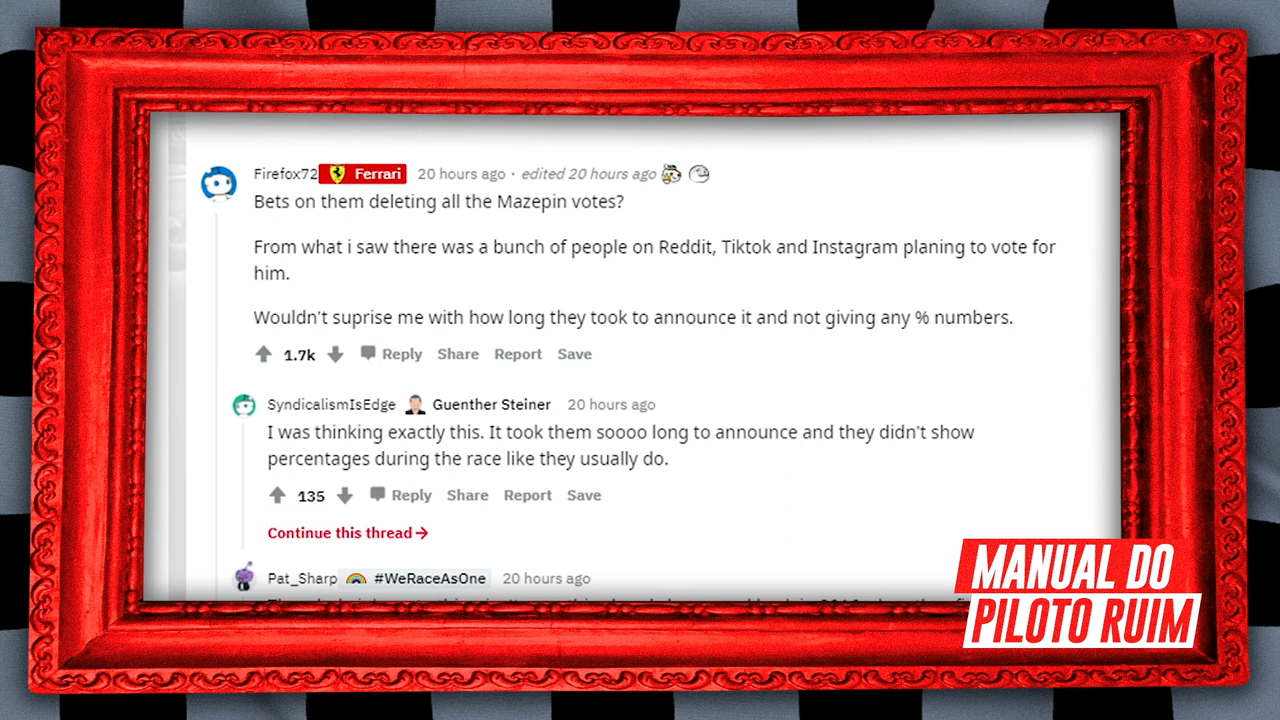 Firefox72 Ferrari 20 hours ago · edited 20 hours ago
Bets on them deleting all the Mazepin votes?
From what i saw there was a bunch of people on Reddit, Tiktok and Instagram planing to vote for
him.
Wouldn't suprise me with how long they took to announce it and not giving any % numbers.
1.7k Reply Share Report Save
SyndicalismIsEdge Guenther Steiner 20 hours ago
I was thinking exactly this. It took them soooo long to announce and they didn't show
percentages during the race like they usually do.
135 Reply Share Report Save
Continue this thread
Pat_Sharp #WeRaceAsOne 20 hours ago
MANUAL DO
PILOTO RUIM